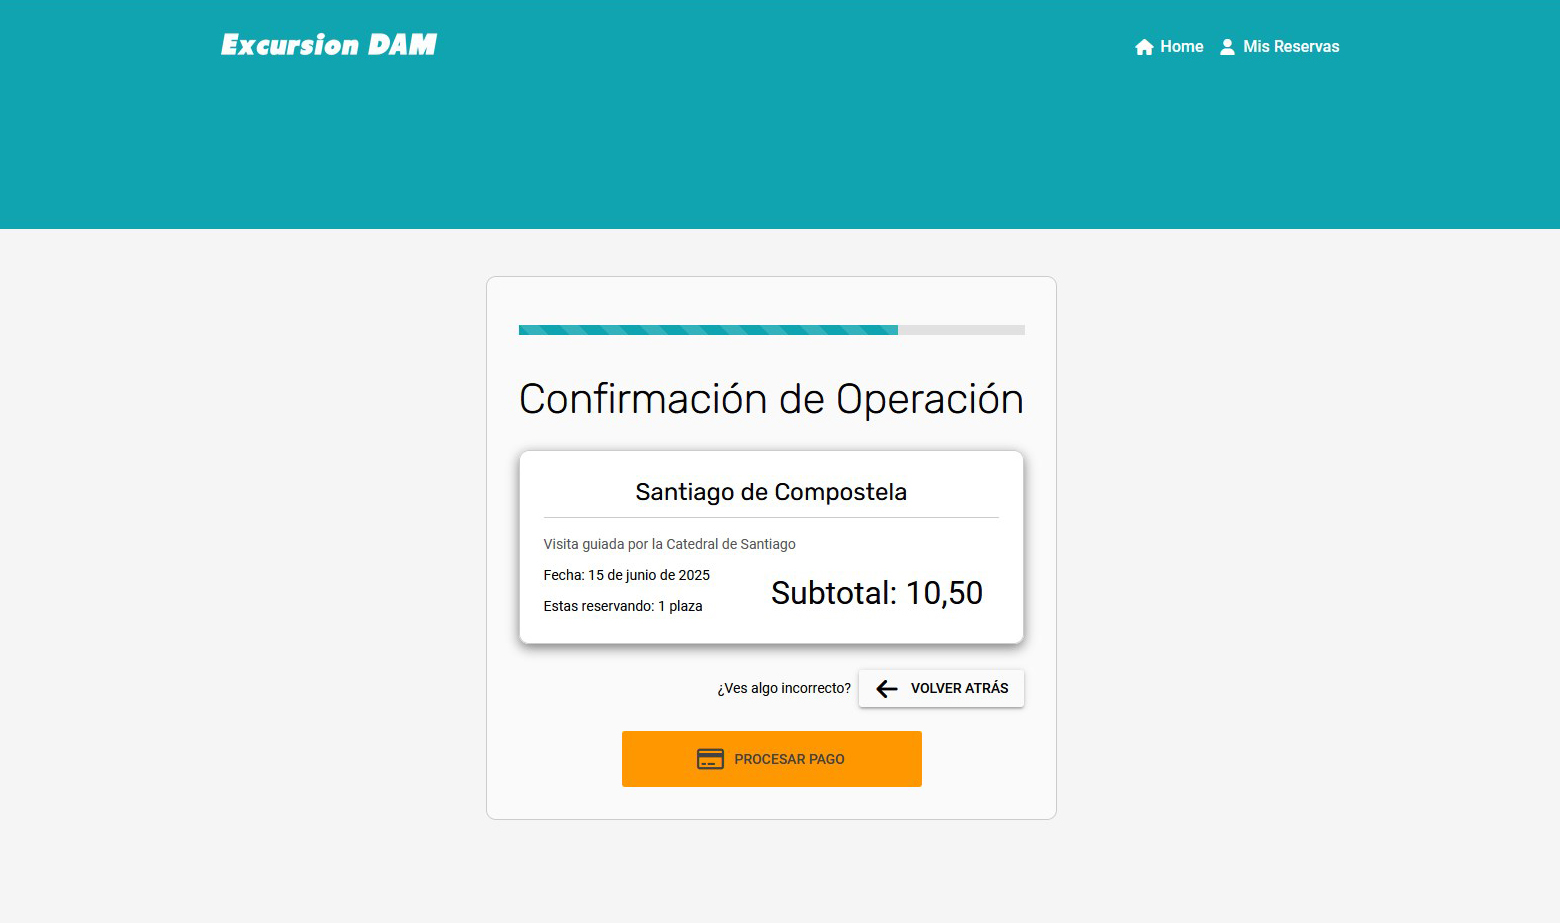 Excursion DAM
Home
Mis Reservas
Confirmación de Operación
Santiago de Compostela
Visita guiada por la Catedral de Santiago
Fecha: 15 de junio de 2025
Subtotal: 10,50
Estas reservando: 1 plaza
¿Ves algo incorrecto?
VOLVER ATRÁS
PROCESAR PAGO